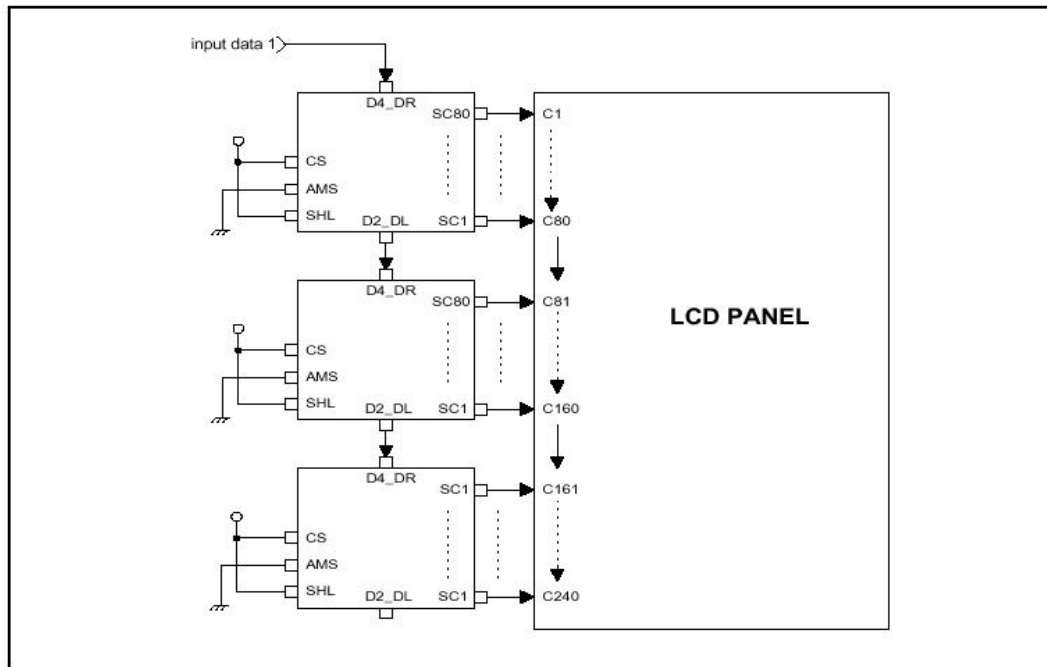 input data 1
D4_DR
SC80
C1
CS
AMS
SHL
D2_DL
SC1
C80
D4_DR
SC80
C81
LCD PANEL
CS
AMS
SHL
D2_DL
SC1
C160
D4_DR
SC1
C161
CS
AMS
SHL
D2_DL
SC1
C240